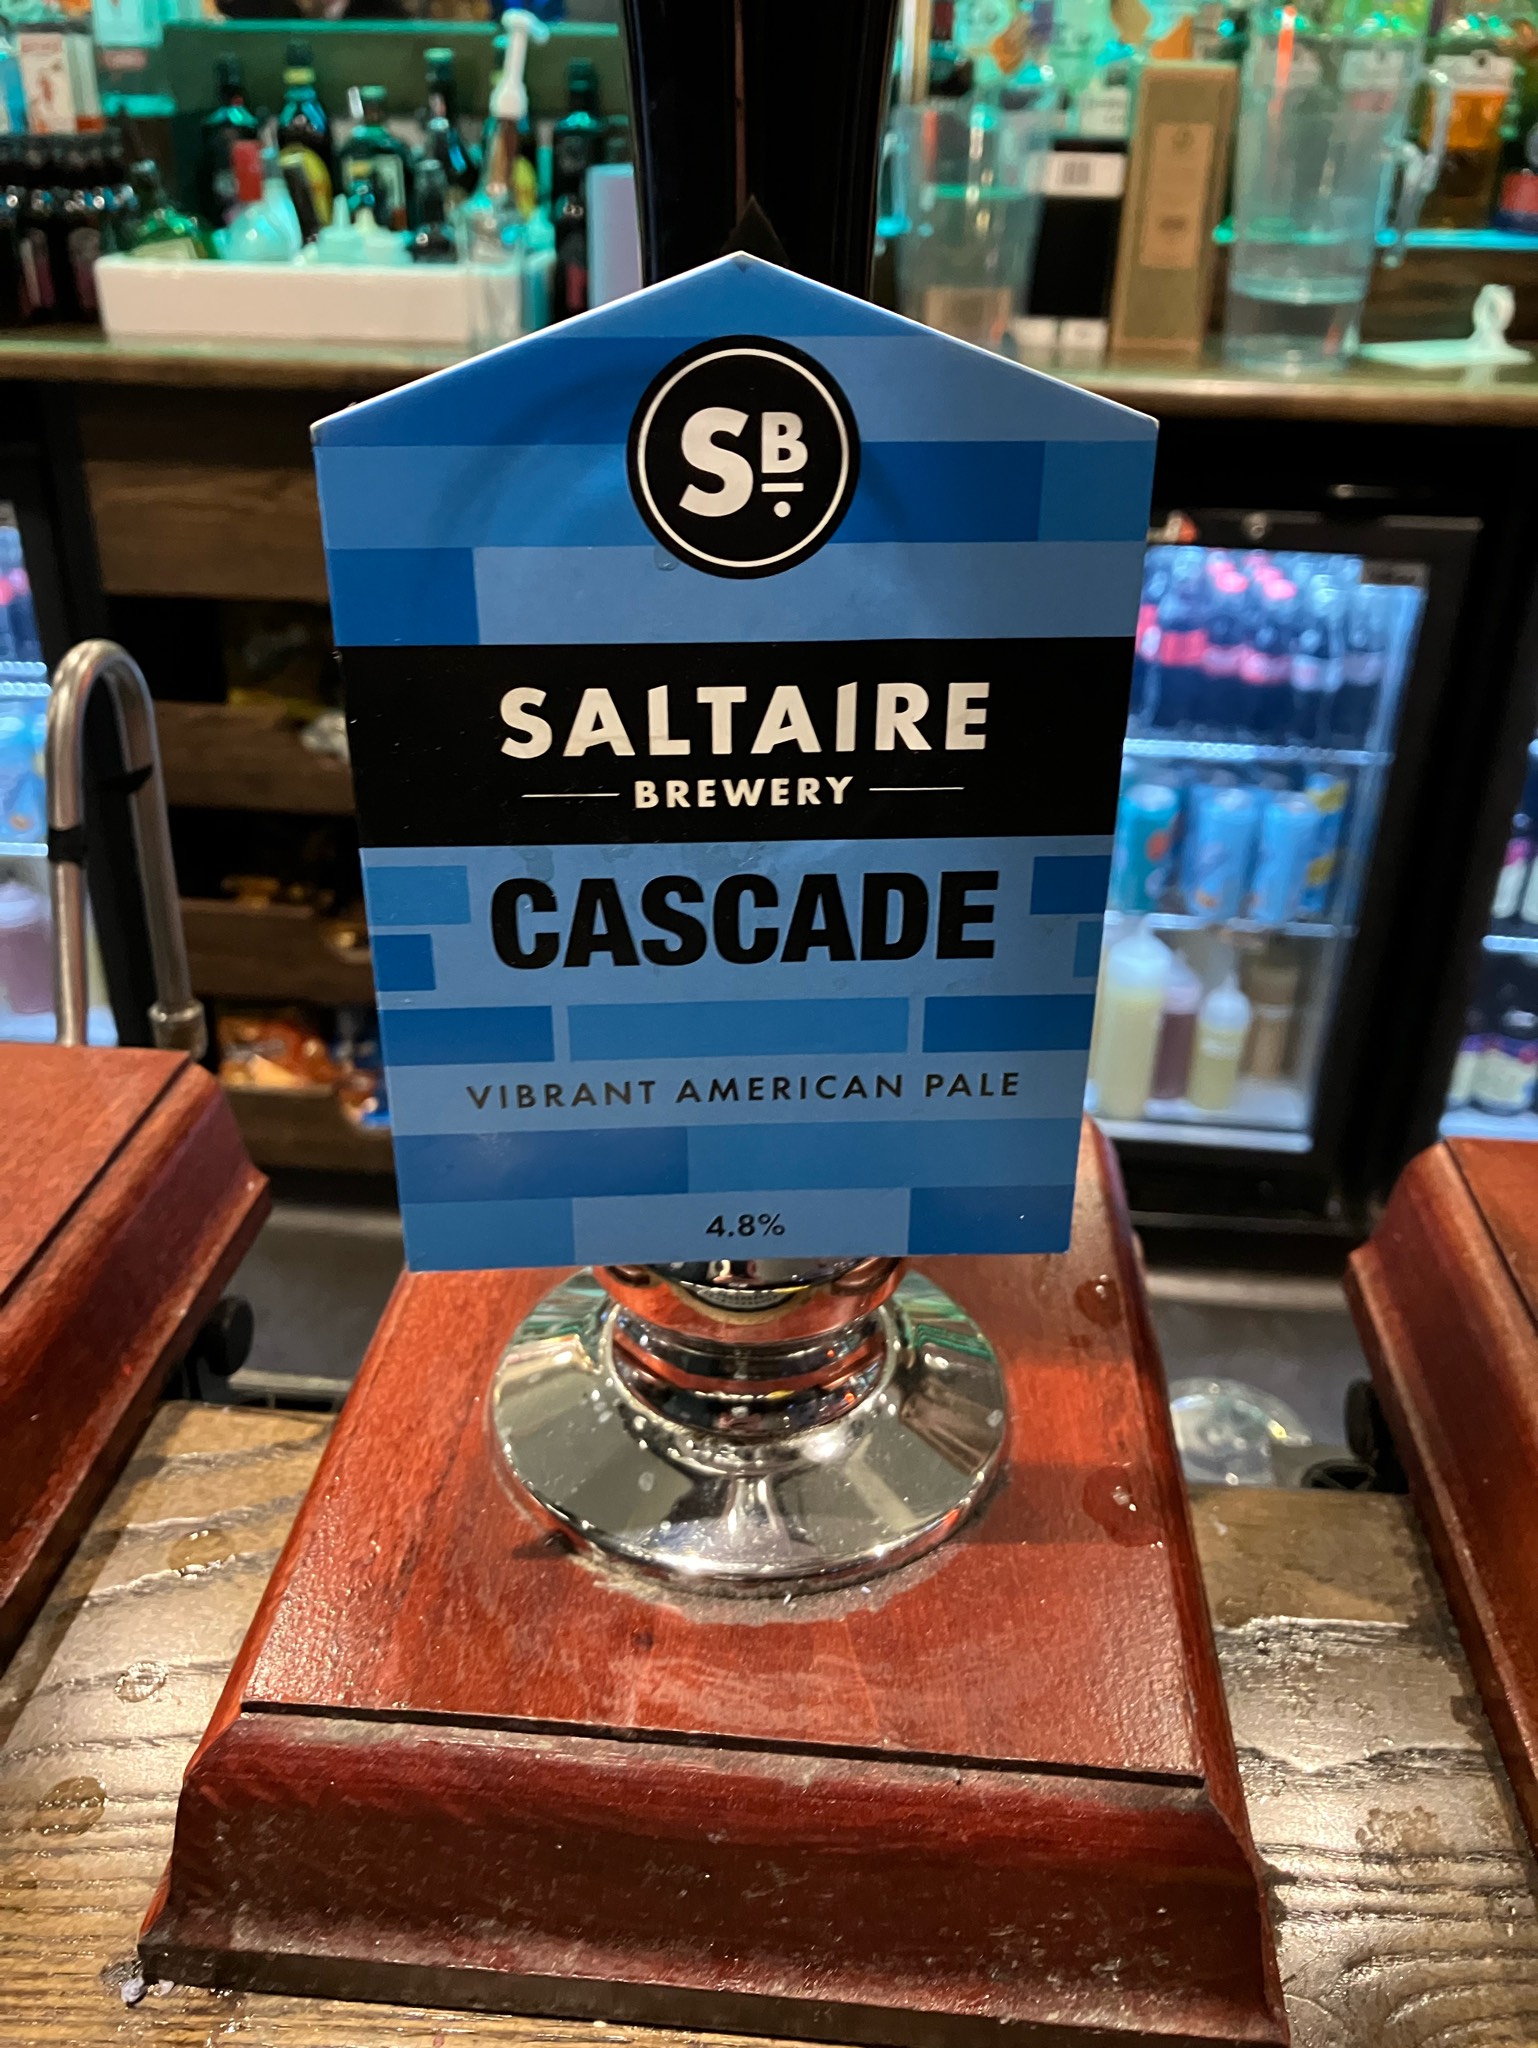 SB
SALTAIRE
BREWERY
CASCADE
VIBRANT AMERICAN PALE
4.8%